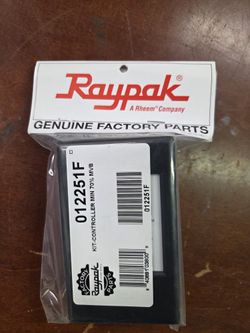 Raypak®
A Rheem® Company
GENUINE FACTORY PARTS
012251F
KIT-CONTROLLER MIN 70% MVB
012251F
Raypak